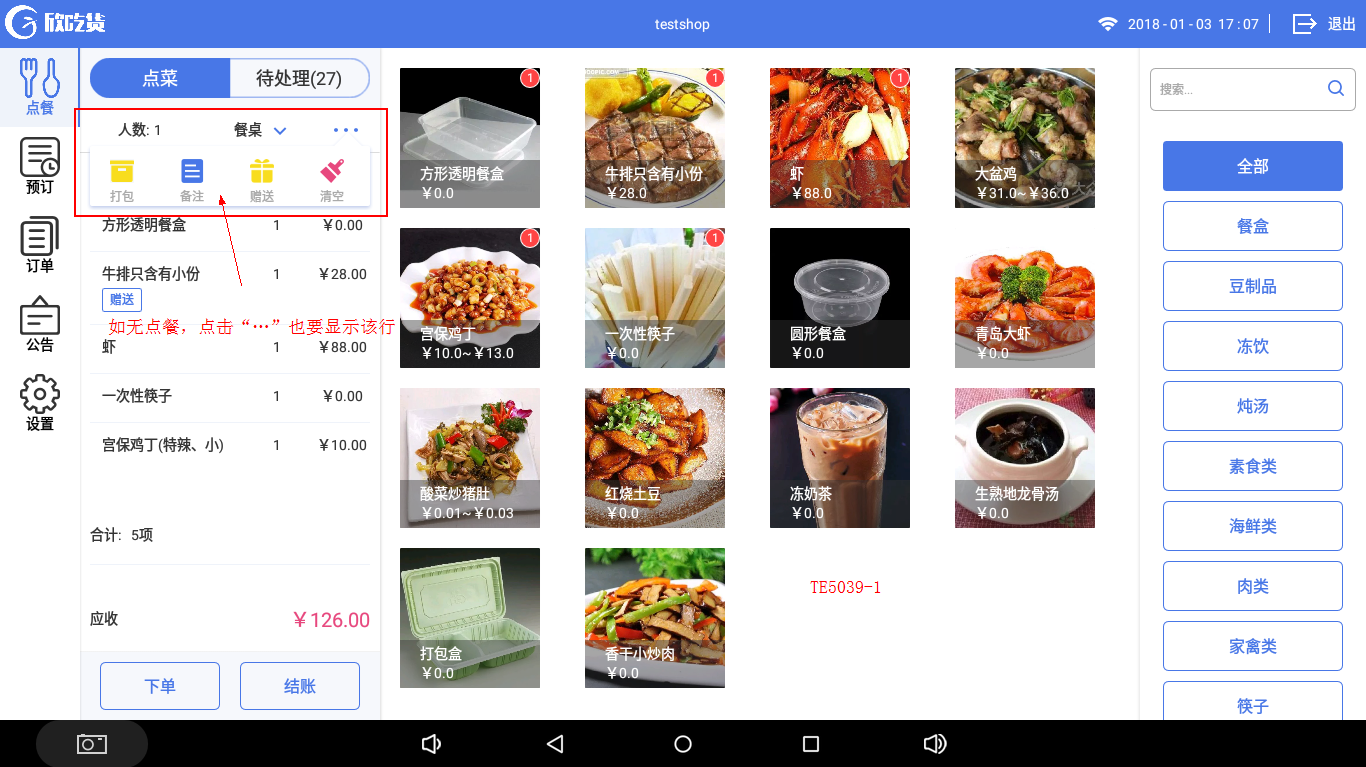 欣吃货
testshop
2018-01-03 17:07
退出
点餐
预订
订单
公告
设置
点菜
待处理(27)
人数: 1
餐桌
...
打包
备注
赠送
清空
方形透明餐盒 1 ￥0.00
牛排只含有小份 1 ￥28.00
赠送
如无点餐，点击“…”也要显示该行
虾 1 ￥88.00
一次性筷子 1 ￥0.00
宫保鸡丁(特辣、小) 1 ￥10.00
合计: 5项
应收 ￥126.00
下单
结账
1
方形透明餐盒
￥0.0
1
牛排只含有小份
￥28.0
1
虾
￥88.0
大盆鸡
￥31.0~￥36.0
1
宫保鸡丁
￥10.0~￥13.0
1
一次性筷子
￥0.0
圆形餐盒
￥0.0
青岛大虾
￥0.0
酸菜炒猪肚
￥0.01~￥0.03
红烧土豆
￥0.0
冻奶茶
￥0.0
生熟地龙骨汤
￥0.0
打包盒
￥0.0
香干小炒肉
￥0.0
TE5039-1
搜索...
全部
餐盒
豆制品
冻饮
炖汤
素食类
海鲜类
肉类
家禽类
筷子